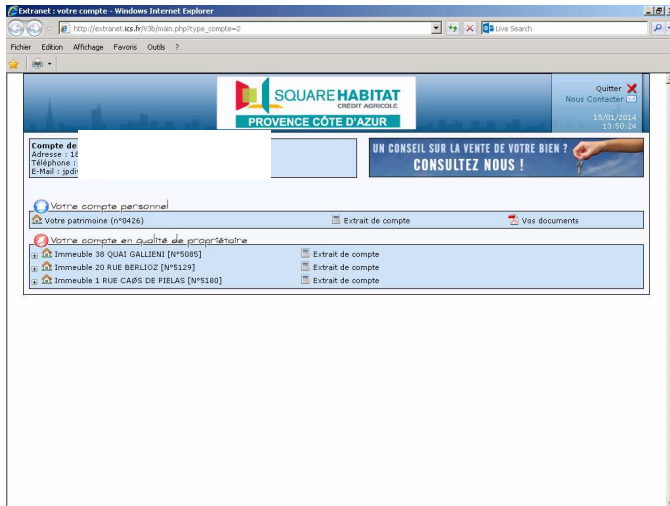 Extranet : votre compte - Windows Internet Explorer
http://extranet.ics.fr/V3b/main.php?type_compte=2
Live Search
Fichier Edition Affichage Favoris Outils ?
SQUARE HABITAT
CRÉDIT AGRICOLE
PROVENCE CÔTE D'AZUR
Quitter
Nous Contacter
15/01/2014
13:50:24
Compte de
Adresse : 18
Téléphone :
E-Mail :
UN CONSEIL SUR LA VENTE DE VOTRE BIEN ?
CONSULTEZ NOUS !
Votre compte personnel
Votre patrimoine (n°0426) Extrait de compte Vos documents
Votre compte en qualité de propriétaire
Immeuble 38 QUAI GALLIENI [N°5085] Extrait de compte
Immeuble 20 RUE BERLIOZ [N°5129] Extrait de compte
Immeuble 1 RUE CAØS DE PIELAS [N°5180] Extrait de compte